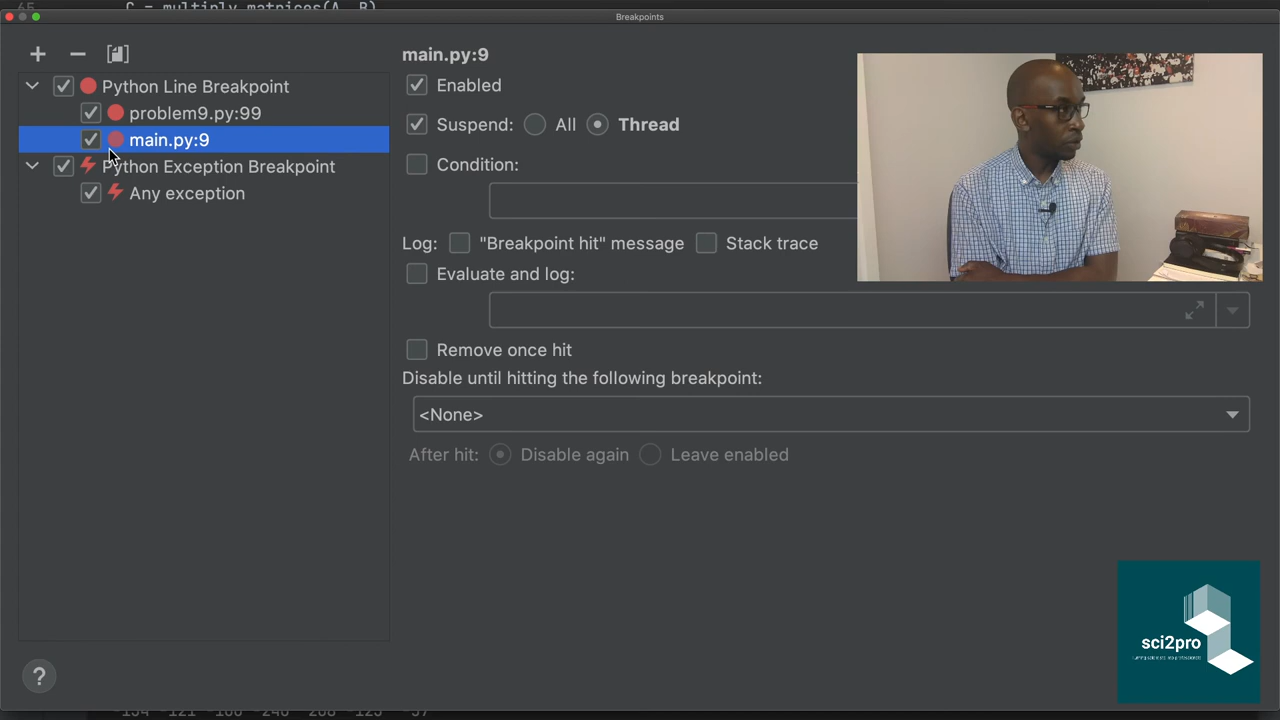 65 C = multiply_matrices(A, B)
Breakpoints
Python Line Breakpoint
problem9.py:99
main.py:9
Python Exception Breakpoint
Any exception
main.py:9
Enabled
Suspend: All Thread
Condition:
Log: "Breakpoint hit" message Stack trace
Evaluate and log:
Remove once hit
Disable until hitting the following breakpoint:
<None>
After hit: Disable again Leave enabled
sci2pro
?